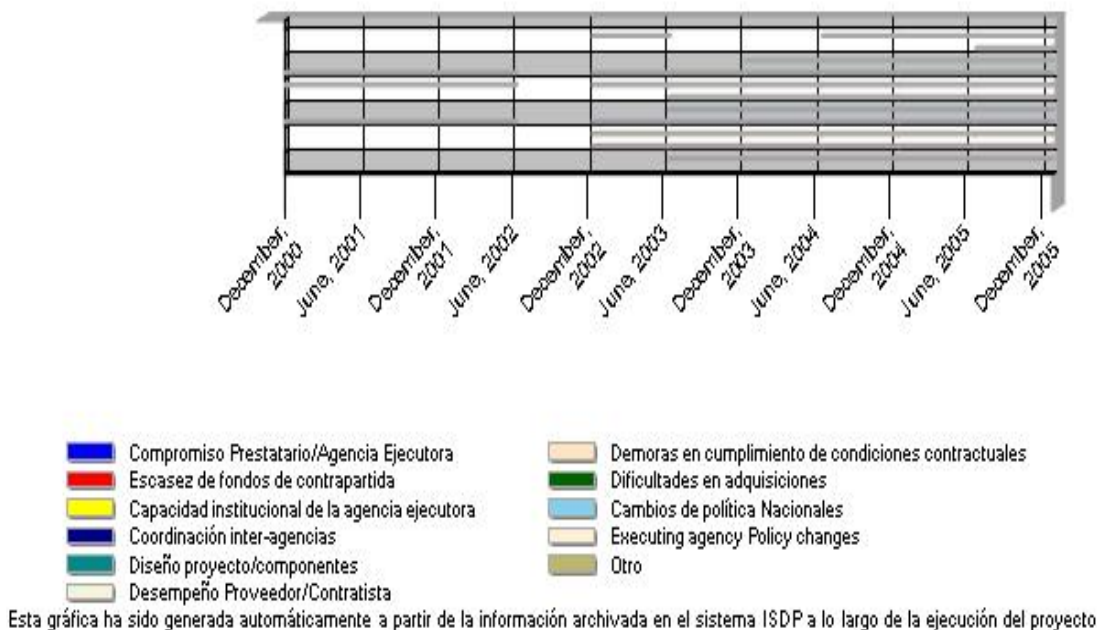 December,
2000
June, 2001
December,
2001
June, 2002
December,
2002
June, 2003
December,
2003
June, 2004
December,
2004
June, 2005
December,
2005
Compromiso Prestatario/Agencia Ejecutora
Escasez de fondos de contrapartida
Capacidad institucional de la agencia ejecutora
Coordinación inter-agencias
Diseño proyecto/componentes
Desempeño Proveedor/Contratista
Demoras en cumplimiento de condiciones contractuales
Dificultades en adquisiciones
Cambios de política Nacionales
Executing agency Policy changes
Otro
Esta gráfica ha sido generada automáticamente a partir de la información archivada en el sistema ISDP a lo largo de la ejecución del proyecto